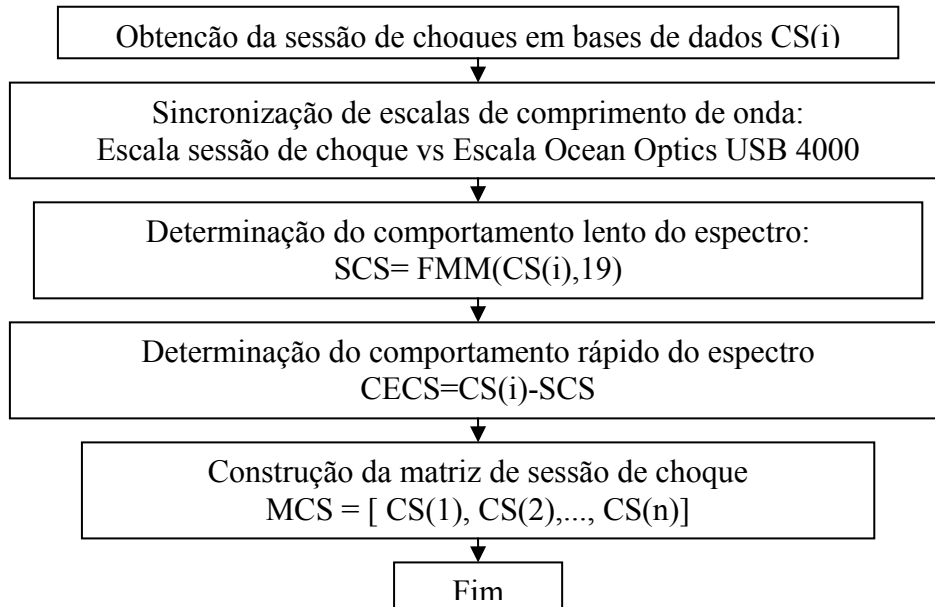 Obtenção da sessão de choques em bases de dados CS(i)
Sincronização de escalas de comprimento de onda:
Escala sessão de choque vs Escala Ocean Optics USB 4000
Determinação do comportamento lento do espectro:
SCS= FMM(CS(i),19)
Determinação do comportamento rápido do espectro
CECS=CS(i)-SCS
Construção da matriz de sessão de choque
MCS = [ CS(1), CS(2),..., CS(n)]
Fim